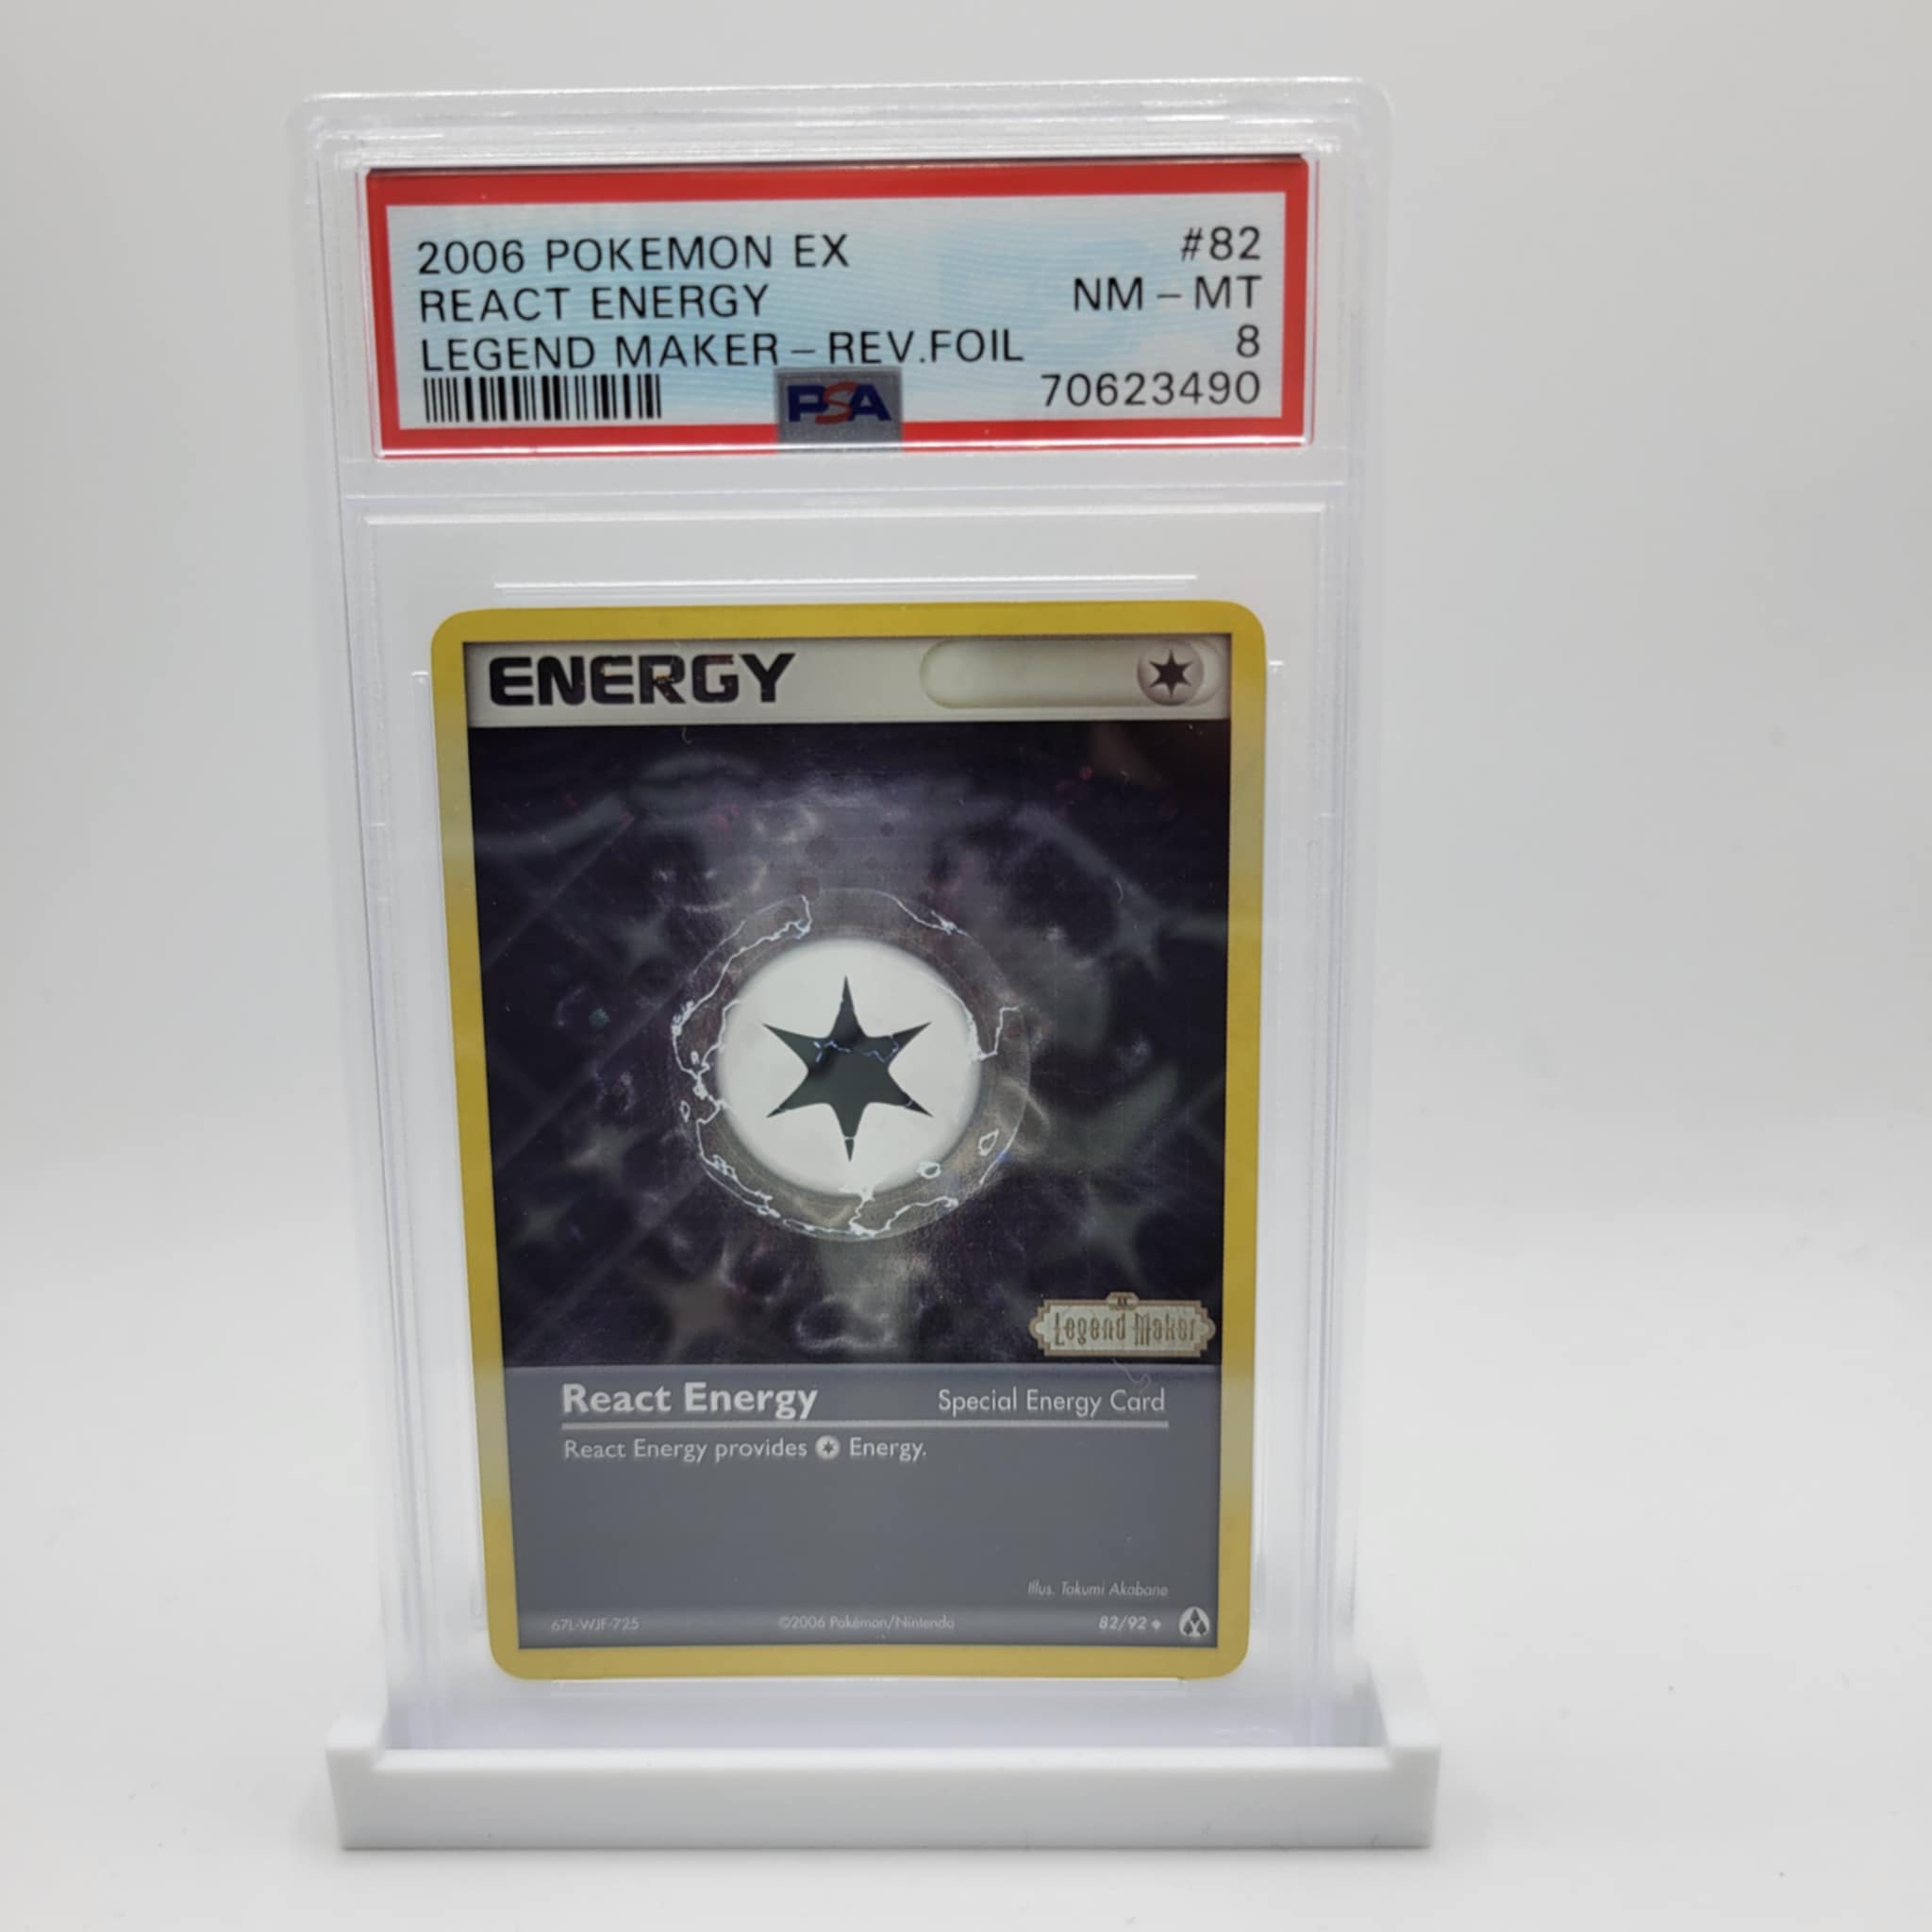 2006 POKEMON EX #82
REACT ENERGY NM - MT
LEGEND MAKER - REV.FOIL 8
PSA 70623490
ENERGY
Legend Maker
React Energy Special Energy Card
React Energy provides Energy.
Illus. Takumi Akabane
67L-WJF-725 ©2006 Pokémon/Nintendo 82/92